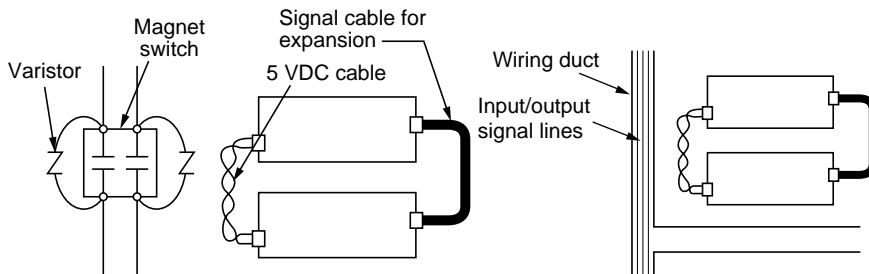 Magnet
switch
Varistor
Signal cable for
expansion
5 VDC cable
Wiring duct
Input/output
signal lines